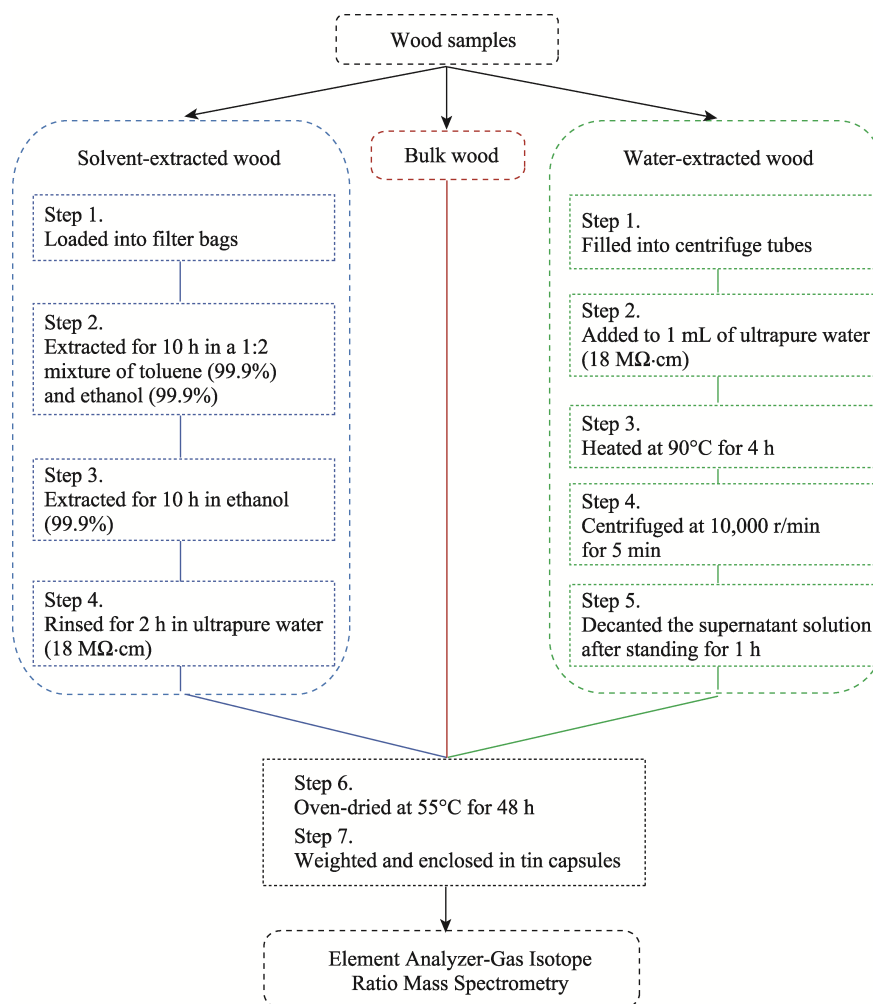 Wood samples
Solvent-extracted wood
Step 1.
Loaded into filter bags
Step 2.
Extracted for 10 h in a 1:2
mixture of toluene (99.9%)
and ethanol (99.9%)
Step 3.
Extracted for 10 h in ethanol
(99.9%)
Step 4.
Rinsed for 2 h in ultrapure water
(18 MΩ·cm)
Bulk wood
Water-extracted wood
Step 1.
Filled into centrifuge tubes
Step 2.
Added to 1 mL of ultrapure water
(18 MΩ·cm)
Step 3.
Heated at 90°C for 4 h
Step 4.
Centrifuged at 10,000 r/min
for 5 min
Step 5.
Decanted the supernatant solution
after standing for 1 h
Step 6.
Oven-dried at 55°C for 48 h
Step 7.
Weighted and enclosed in tin capsules
Element Analyzer-Gas Isotope
Ratio Mass Spectrometry